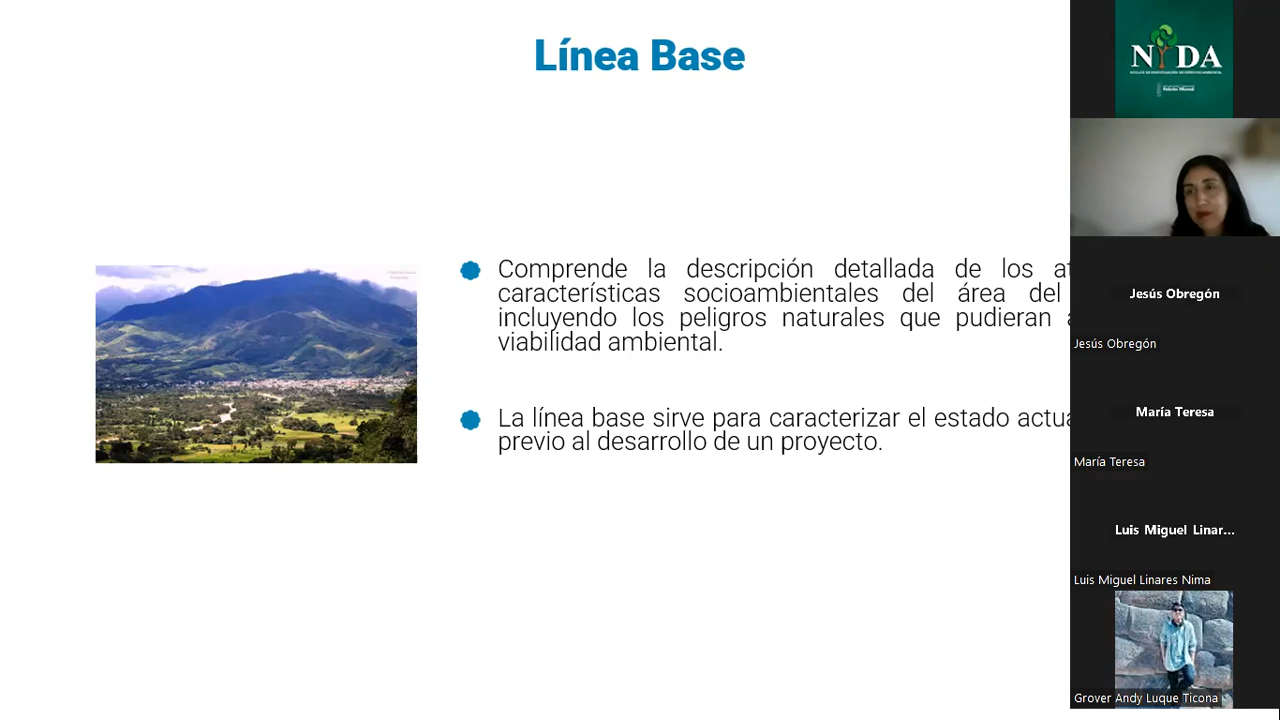 Línea Base
Comprende la descripción detallada de los
características socioambientales del área del
incluyendo los peligros naturales que pudieran
viabilidad ambiental.
La línea base sirve para caracterizar el estado
previo al desarrollo de un proyecto.
NIDA
Jesús Obregón
Jesús Obregón
María Teresa
María Teresa
Luis Miguel Linar...
Luis Miguel Linares Nima
Grover Andy Luque Ticona